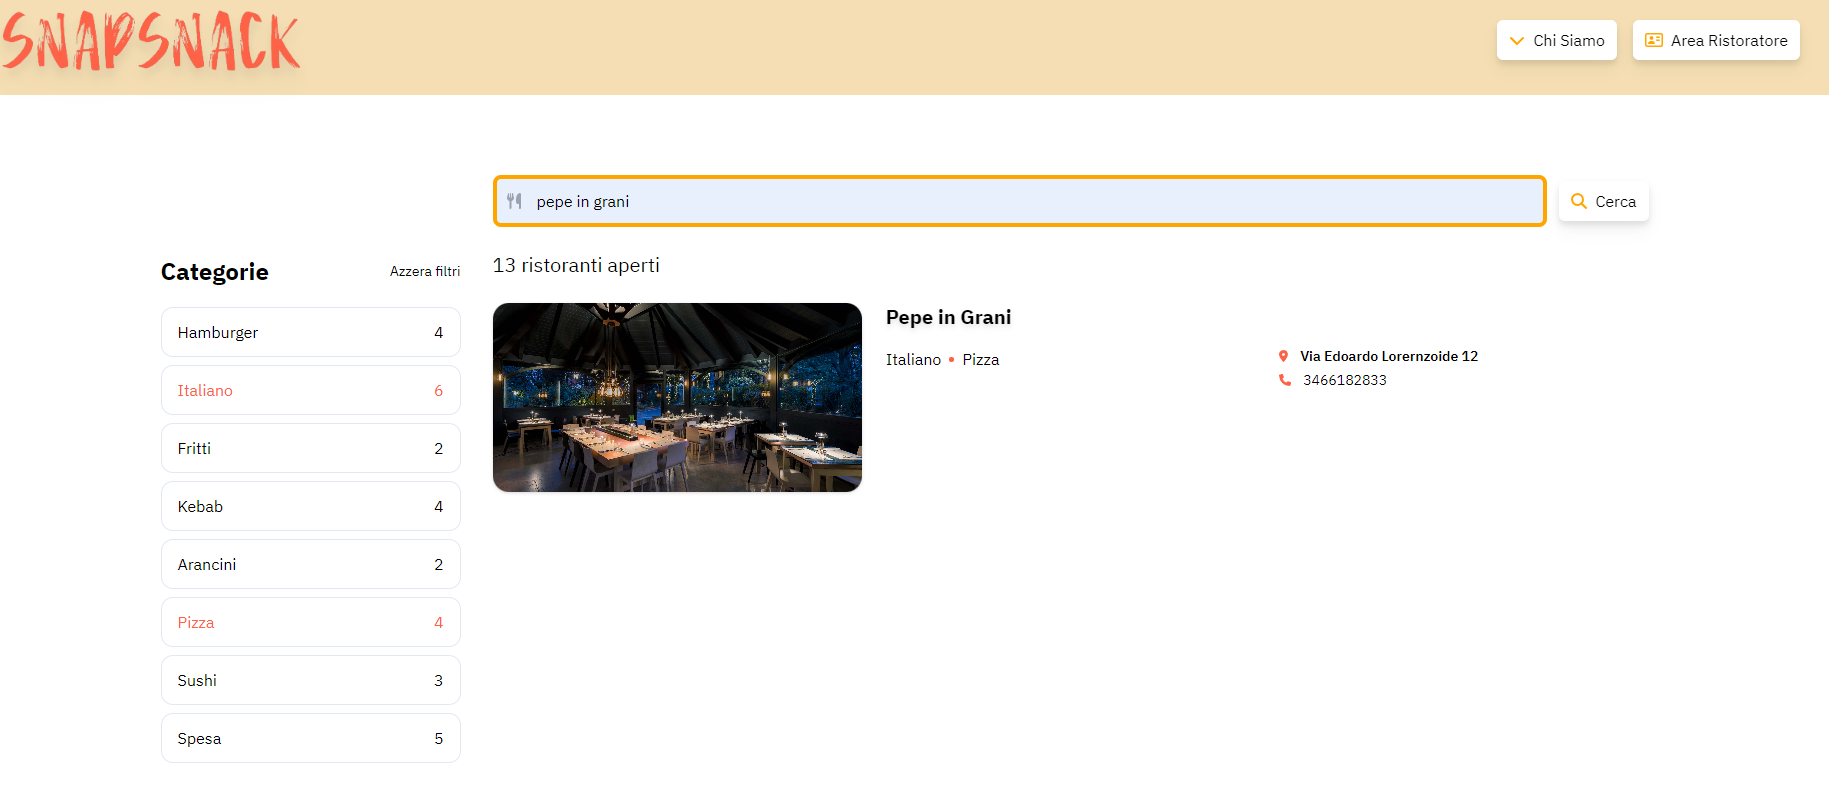 SNAPSNACK
Chi Siamo
Area Ristoratore
pepe in grani
Cerca
Categorie
Azzera filtri
13 ristoranti aperti
Hamburger 4
Italiano 6
Fritti 2
Kebab 4
Arancini 2
Pizza 4
Sushi 3
Spesa 5
Pepe in Grani
Italiano • Pizza
Via Edoardo Lorernzoide 12
3466182833